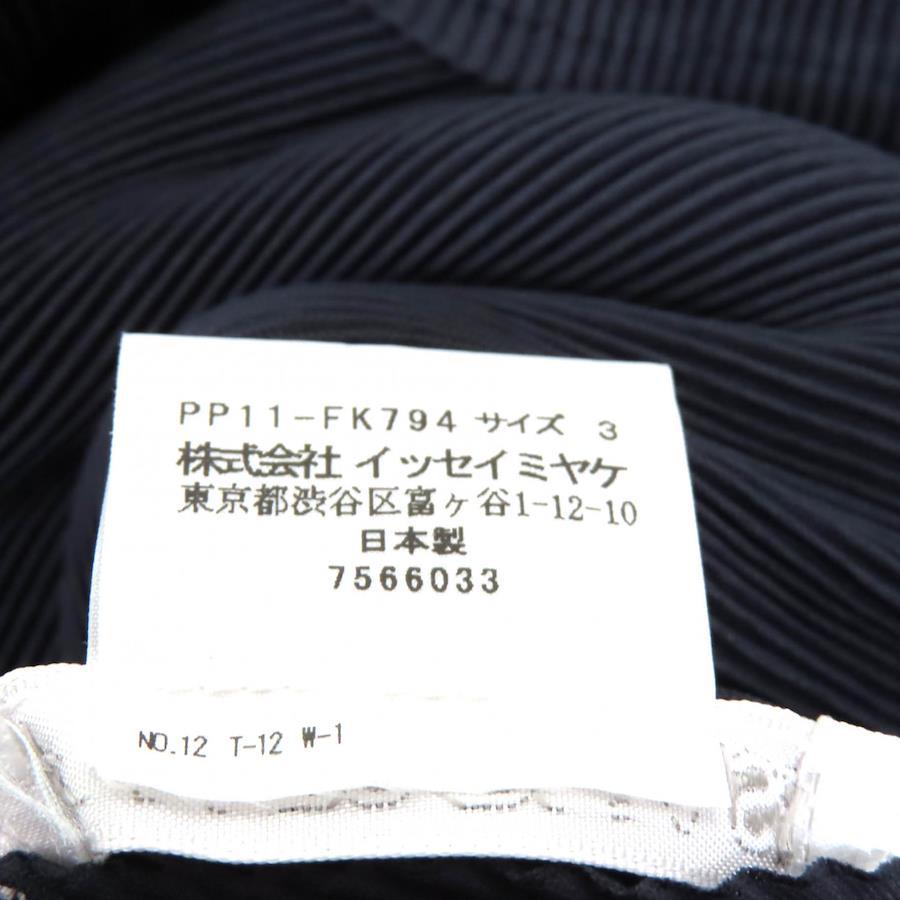 PP11-FK794 サイズ 3
株式会社 イッセイミヤケ
東京都渋谷区富ヶ谷1-12-10
日本製
7566033
NO.12 T-12 W-1